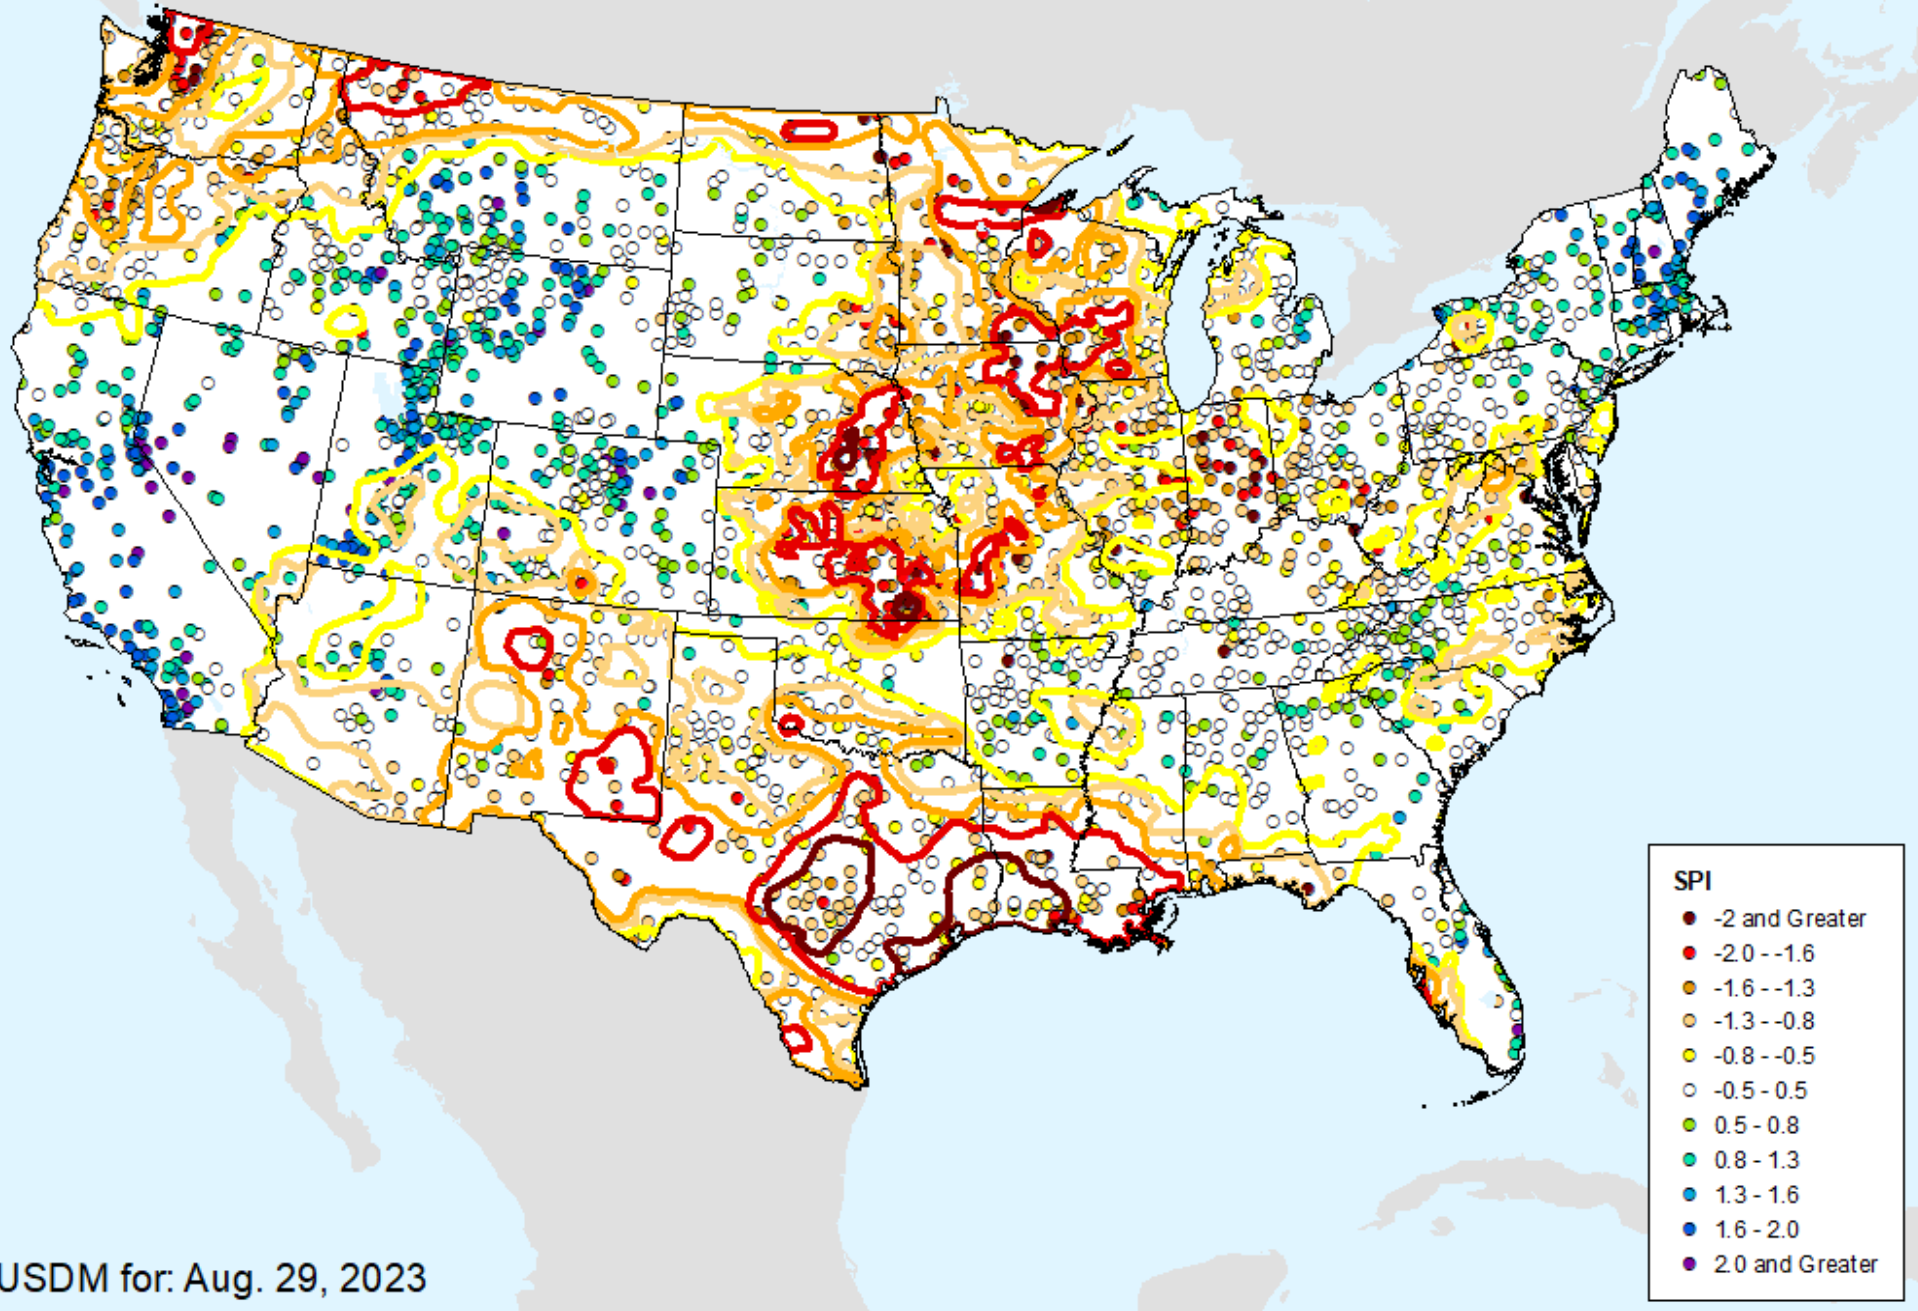 SPI
-2 and Greater
-2.0 - -1.6
-1.6 - -1.3
-1.3 - -0.8
-0.8 - -0.5
-0.5 - 0.5
0.5 - 0.8
0.8 - 1.3
1.3 - 1.6
1.6 - 2.0
2.0 and Greater
USDM for: Aug. 29, 2023